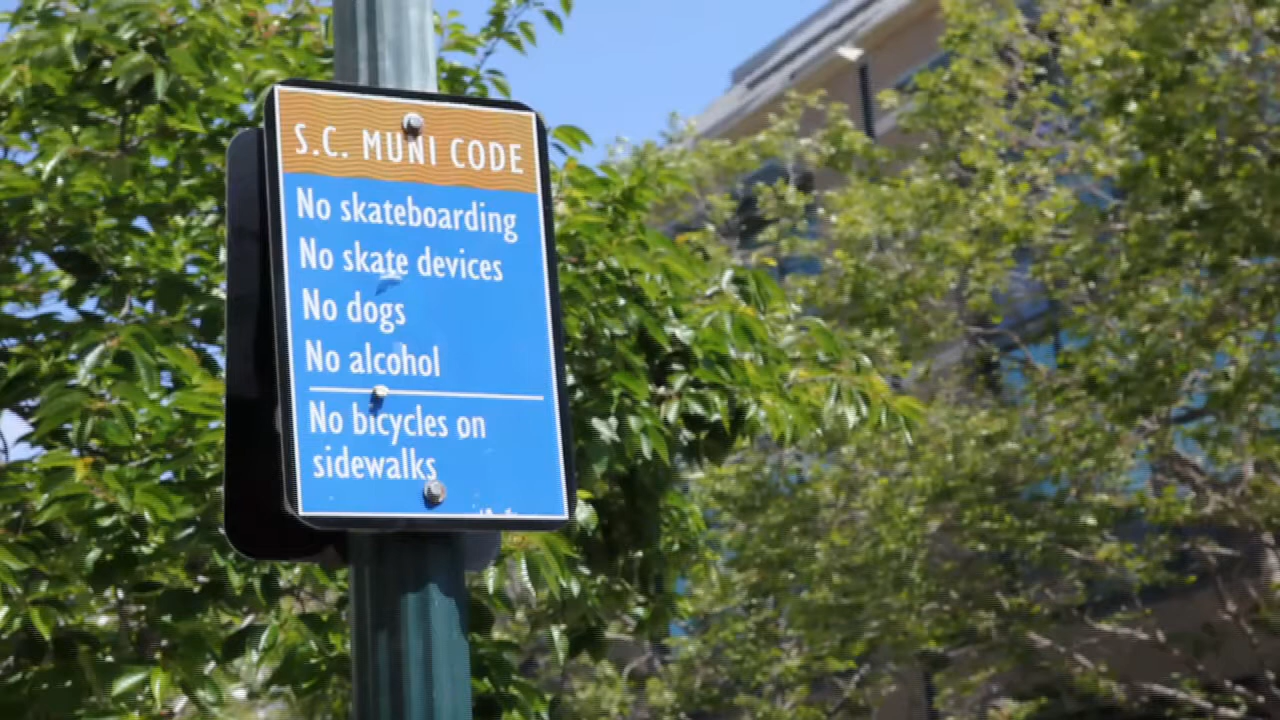 S.C. MUNI CODE
No skateboarding
No skate devices
No dogs
No alcohol
No bicycles on
sidewalks